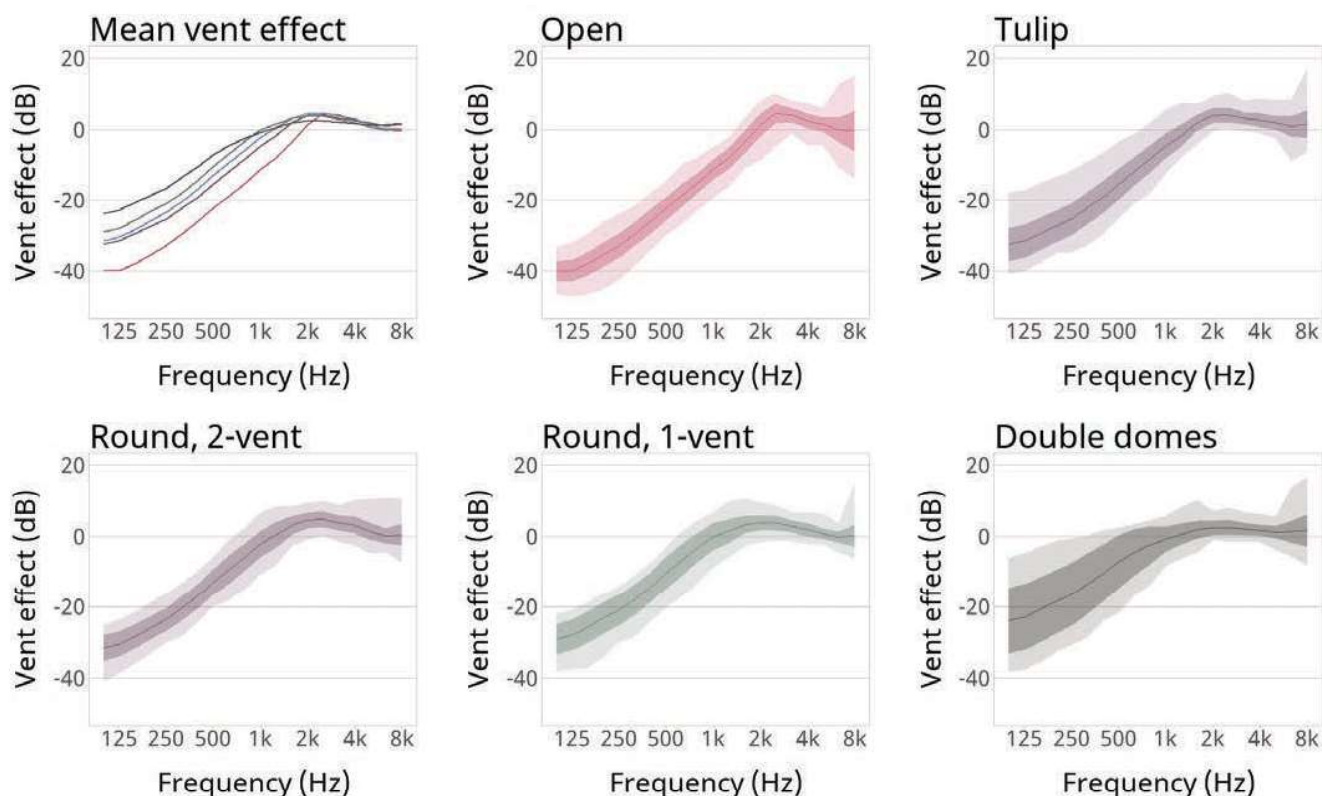 Mean vent effect
Open
Tulip
20
0
-20
-40
Vent effect (dB)
125 250 500 1k 2k 4k 8k
Frequency (Hz)
20
0
-20
-40
Vent effect (dB)
125 250 500 1k 2k 4k 8k
Frequency (Hz)
20
0
-20
-40
Vent effect (dB)
125 250 500 1k 2k 4k 8k
Frequency (Hz)
Round, 2-vent
Round, 1-vent
Double domes
20
0
-20
-40
Vent effect (dB)
125 250 500 1k 2k 4k 8k
Frequency (Hz)
20
0
-20
-40
Vent effect (dB)
125 250 500 1k 2k 4k 8k
Frequency (Hz)
20
0
-20
-40
Vent effect (dB)
125 250 500 1k 2k 4k 8k
Frequency (Hz)